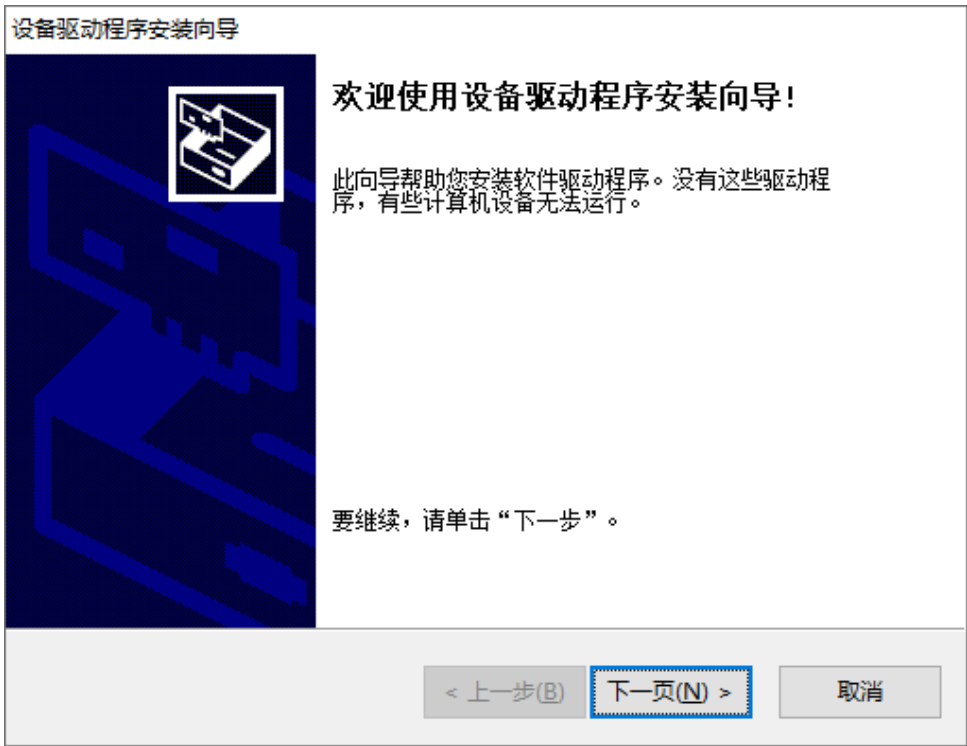 设备驱动程序安装向导
欢迎使用设备驱动程序安装向导!
此向导帮助您安装软件驱动程序。没有这些驱动程
序，有些计算机设备无法运行。
要继续，请单击“下一步”。
< 上一步(B)
下一页(N) >
取消